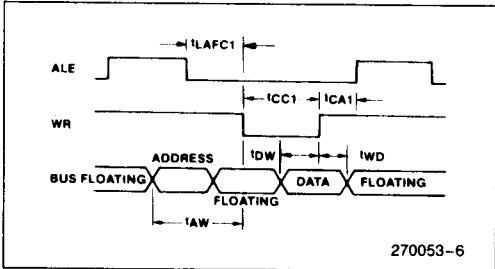 tLAFC1
ALE
tCC1 tCA1
WR
ADDRESS tDW tWD
BUS FLOATING DATA FLOATING
FLOATING
tAW
270053-6